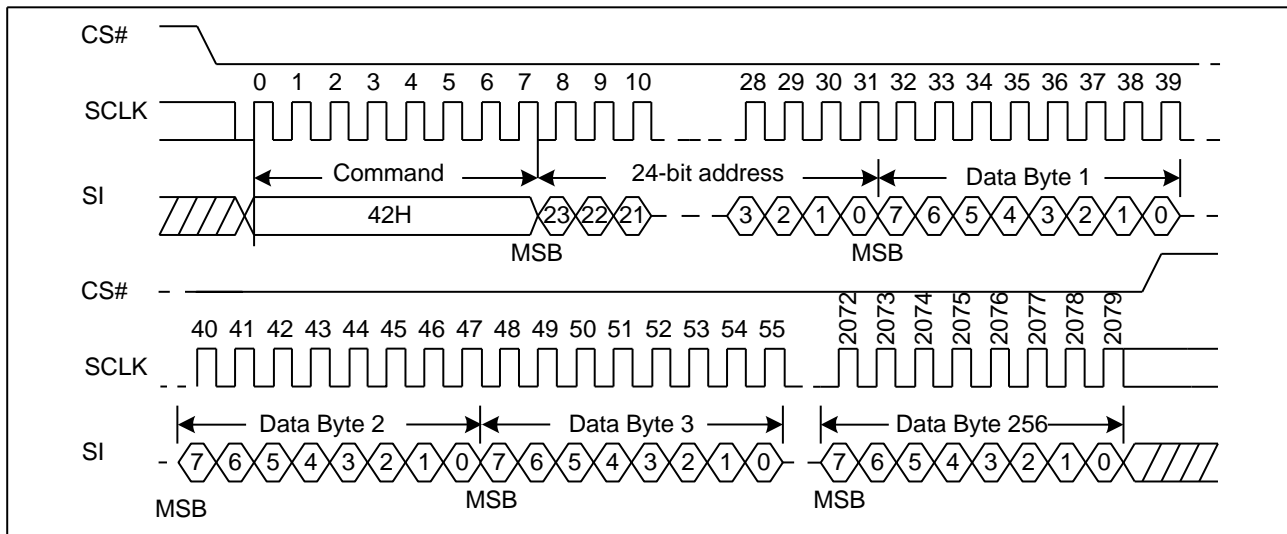 CS#
0 1 2 3 4 5 6 7 8 9 10 28 29 30 31 32 33 34 35 36 37 38 39
SCLK
Command 24-bit address Data Byte 1
SI
42H 23 22 21 3 2 1 0 7 6 5 4 3 2 1 0
MSB MSB
CS#
40 41 42 43 44 45 46 47 48 49 50 51 52 53 54 55 2072 2073 2074 2075 2076 2077 2078 2079
SCLK
Data Byte 2 Data Byte 3 Data Byte 256
SI
7 6 5 4 3 2 1 0 7 6 5 4 3 2 1 0 7 6 5 4 3 2 1 0
MSB MSB MSB